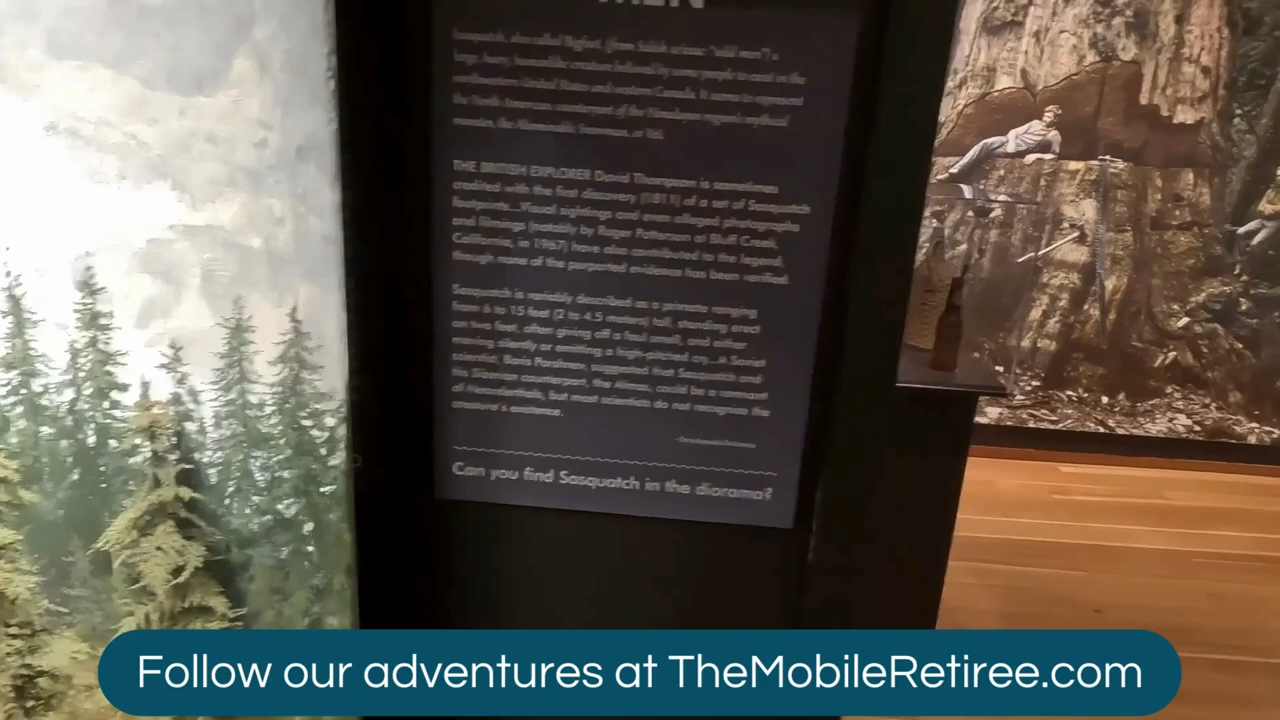 MEN
Sasquatch, also called Bigfoot, (from Salish se'sxac: "wild men") a
large, hairy, humanlike creature believed by some people to exist in the
northwestern United States and western Canada. It seems to represent
the North American counterpart of the Himalayan region's mythical
monster, the Abominable Snowman, or Yeti.
THE BRITISH EXPLORER David Thompson is sometimes
credited with the first discovery (1811) of a set of Sasquatch
footprints... Visual sightings and even alleged photographs
and filmings (notably by Roger Patterson at Bluff Creek,
California, in 1967) have also contributed to the legend,
though none of the purported evidence has been verified.
Sasquatch is variably described as a primate ranging
from 6 to 15 feet (2 to 4.5 meters) tall, standing erect
on two feet, often giving off a foul smell, and either
moving silently or emitting a high-pitched cry...A Soviet
scientist, Boris Porshnev, suggested that Sasquatch and
his Siberian counterpart, the Almas, could be a remnant
of Neanderthals, but most scientists do not recognize the
creature's existence.
Can you find Sasquatch in the diorama?
Follow our adventures at TheMobileRetiree.com